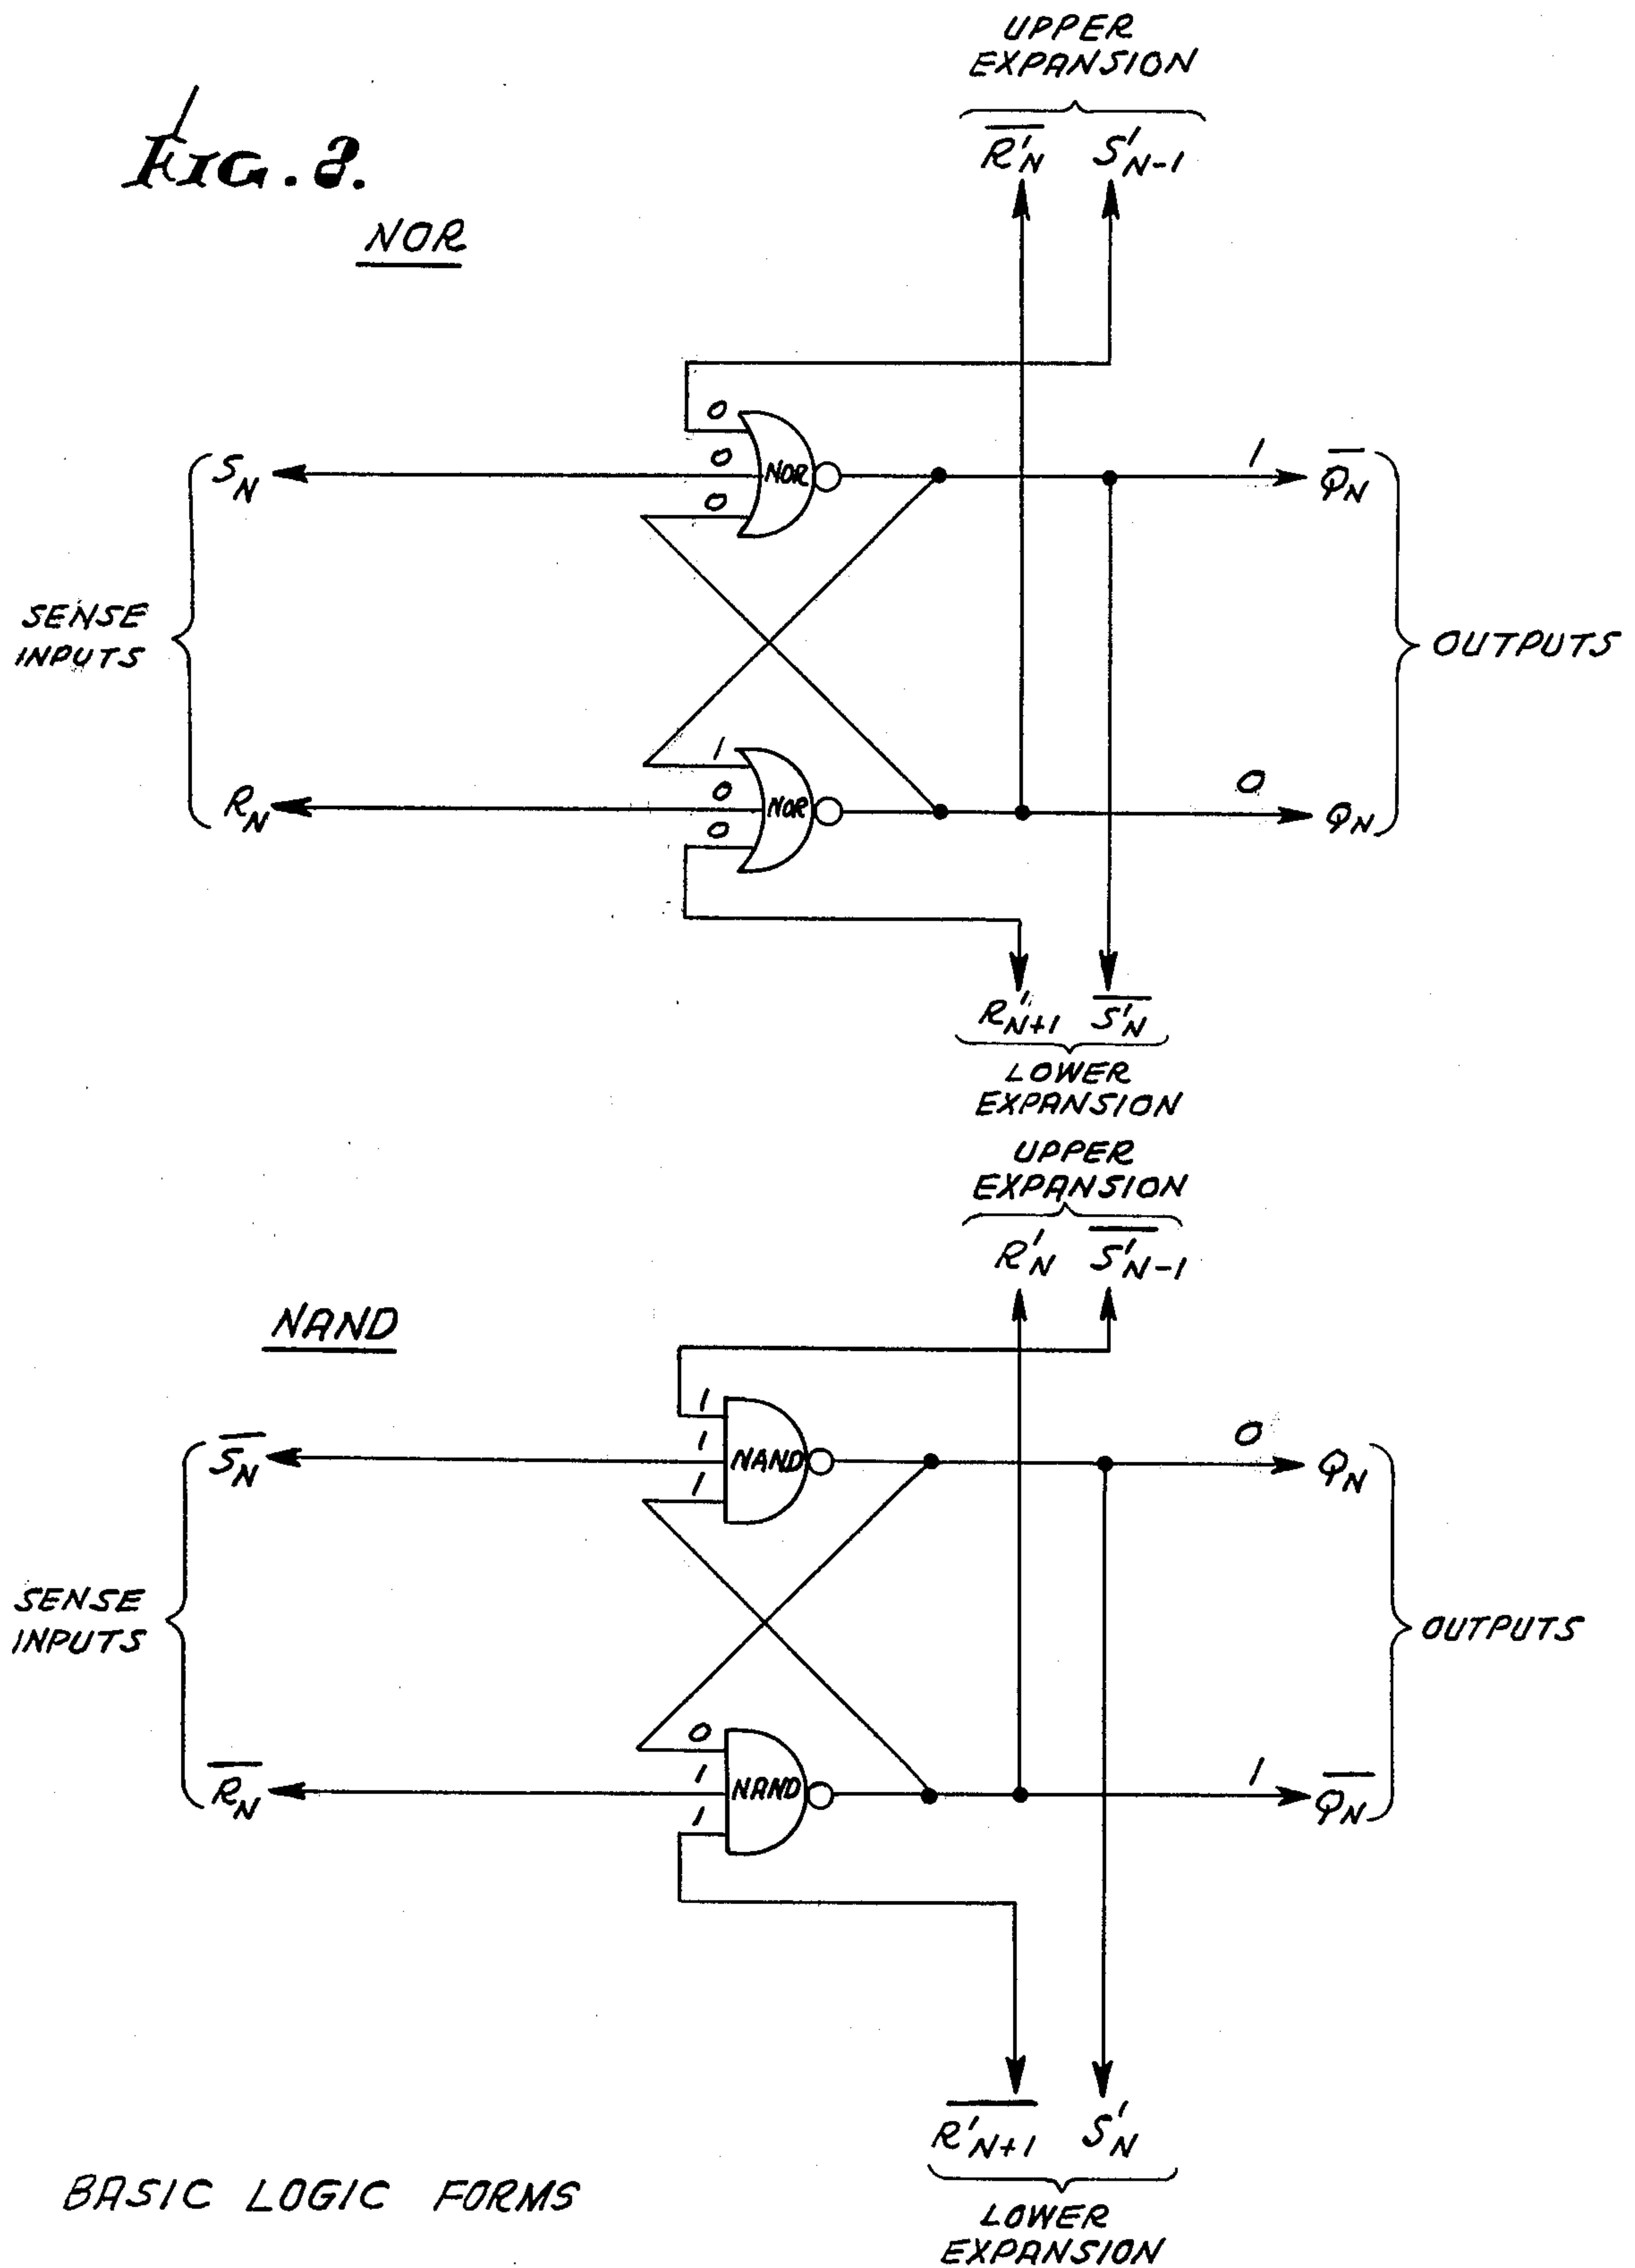 UPPER
EXPANSION
FIG. 8.
NOR
R̅'̅N̅ S'N-1
0
SN 0 NOR 1 Q̅N̅
0
SENSE
INPUTS
OUTPUTS
1
RN 0 NOR 0 QN
0
R'N+1 S̅'̅N̅
LOWER
EXPANSION
UPPER
EXPANSION
R'N S̅'̅N̅-1
NAND
1
S̅N̅ 1 NAND 0 QN
1
SENSE
INPUTS
OUTPUTS
0
R̅N̅ 1 NAND 1 Q̅N̅
1
R̅'̅N̅+̅1̅ S'N
BASIC LOGIC FORMS
LOWER
EXPANSION